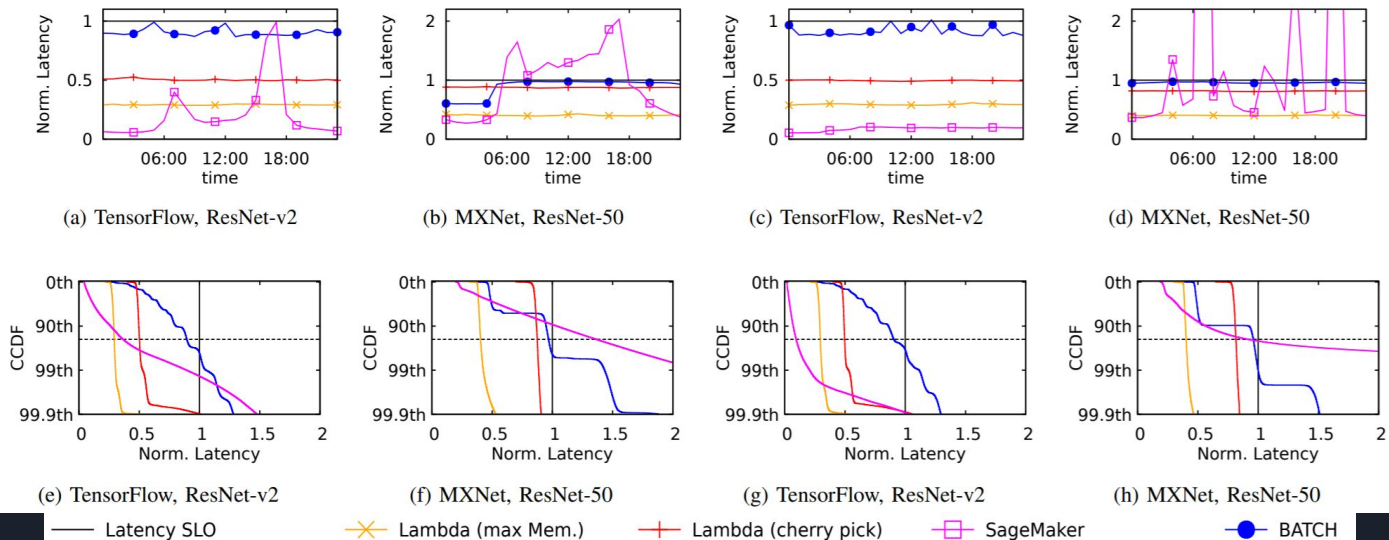 Norm. Latency
1
0.5
0
06:00 12:00 18:00
time
(a) TensorFlow, ResNet-v2
Norm. Latency
2
1
0
06:00 12:00 18:00
time
(b) MXNet, ResNet-50
Norm. Latency
1
0.5
0
06:00 12:00 18:00
time
(c) TensorFlow, ResNet-v2
Norm. Latency
2
1
0
06:00 12:00 18:00
time
(d) MXNet, ResNet-50
CCDF
0th
90th
99th
99.9th
0 0.5 1 1.5 2
Norm. Latency
(e) TensorFlow, ResNet-v2
CCDF
0th
90th
99th
99.9th
0 0.5 1 1.5 2
Norm. Latency
(f) MXNet, ResNet-50
CCDF
0th
90th
99th
99.9th
0 0.5 1 1.5 2
Norm. Latency
(g) TensorFlow, ResNet-v2
CCDF
0th
90th
99th
99.9th
0 0.5 1 1.5 2
Norm. Latency
(h) MXNet, ResNet-50
Latency SLO Lambda (max Mem.) Lambda (cherry pick) SageMaker BATCH